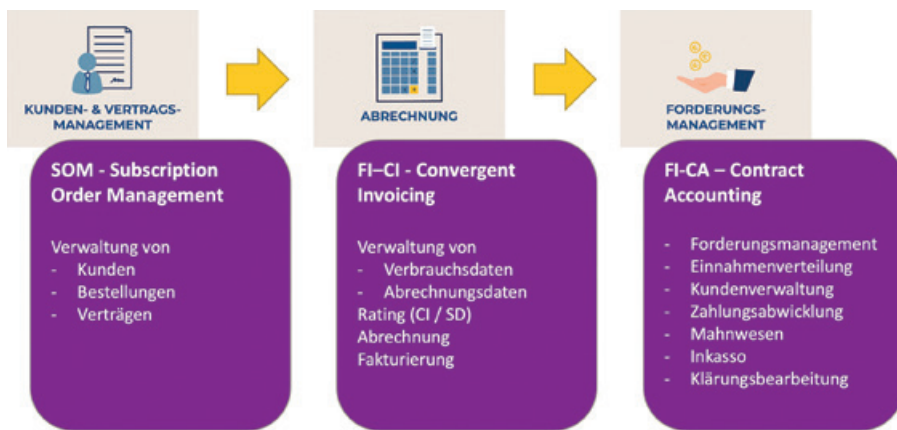 KUNDEN- & VERTRAGS-
MANAGEMENT
ABRECHNUNG
FORDERUNGS-
MANAGEMENT
SOM - Subscription
Order Management
Verwaltung von
- Kunden
- Bestellungen
- Verträgen
FI–CI - Convergent
Invoicing
Verwaltung von
- Verbrauchsdaten
- Abrechnungsdaten
Rating (CI / SD)
Abrechnung
Fakturierung
FI-CA – Contract
Accounting
- Forderungsmanagement
- Einnahmenverteilung
- Kundenverwaltung
- Zahlungsabwicklung
- Mahnwesen
- Inkasso
- Klärungsbearbeitung